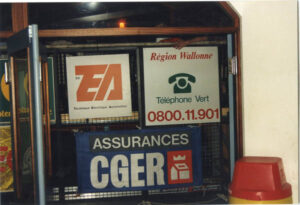 EA
Région Wallonne
Téléphone Vert
0800.11.901
ASSURANCES
CGER